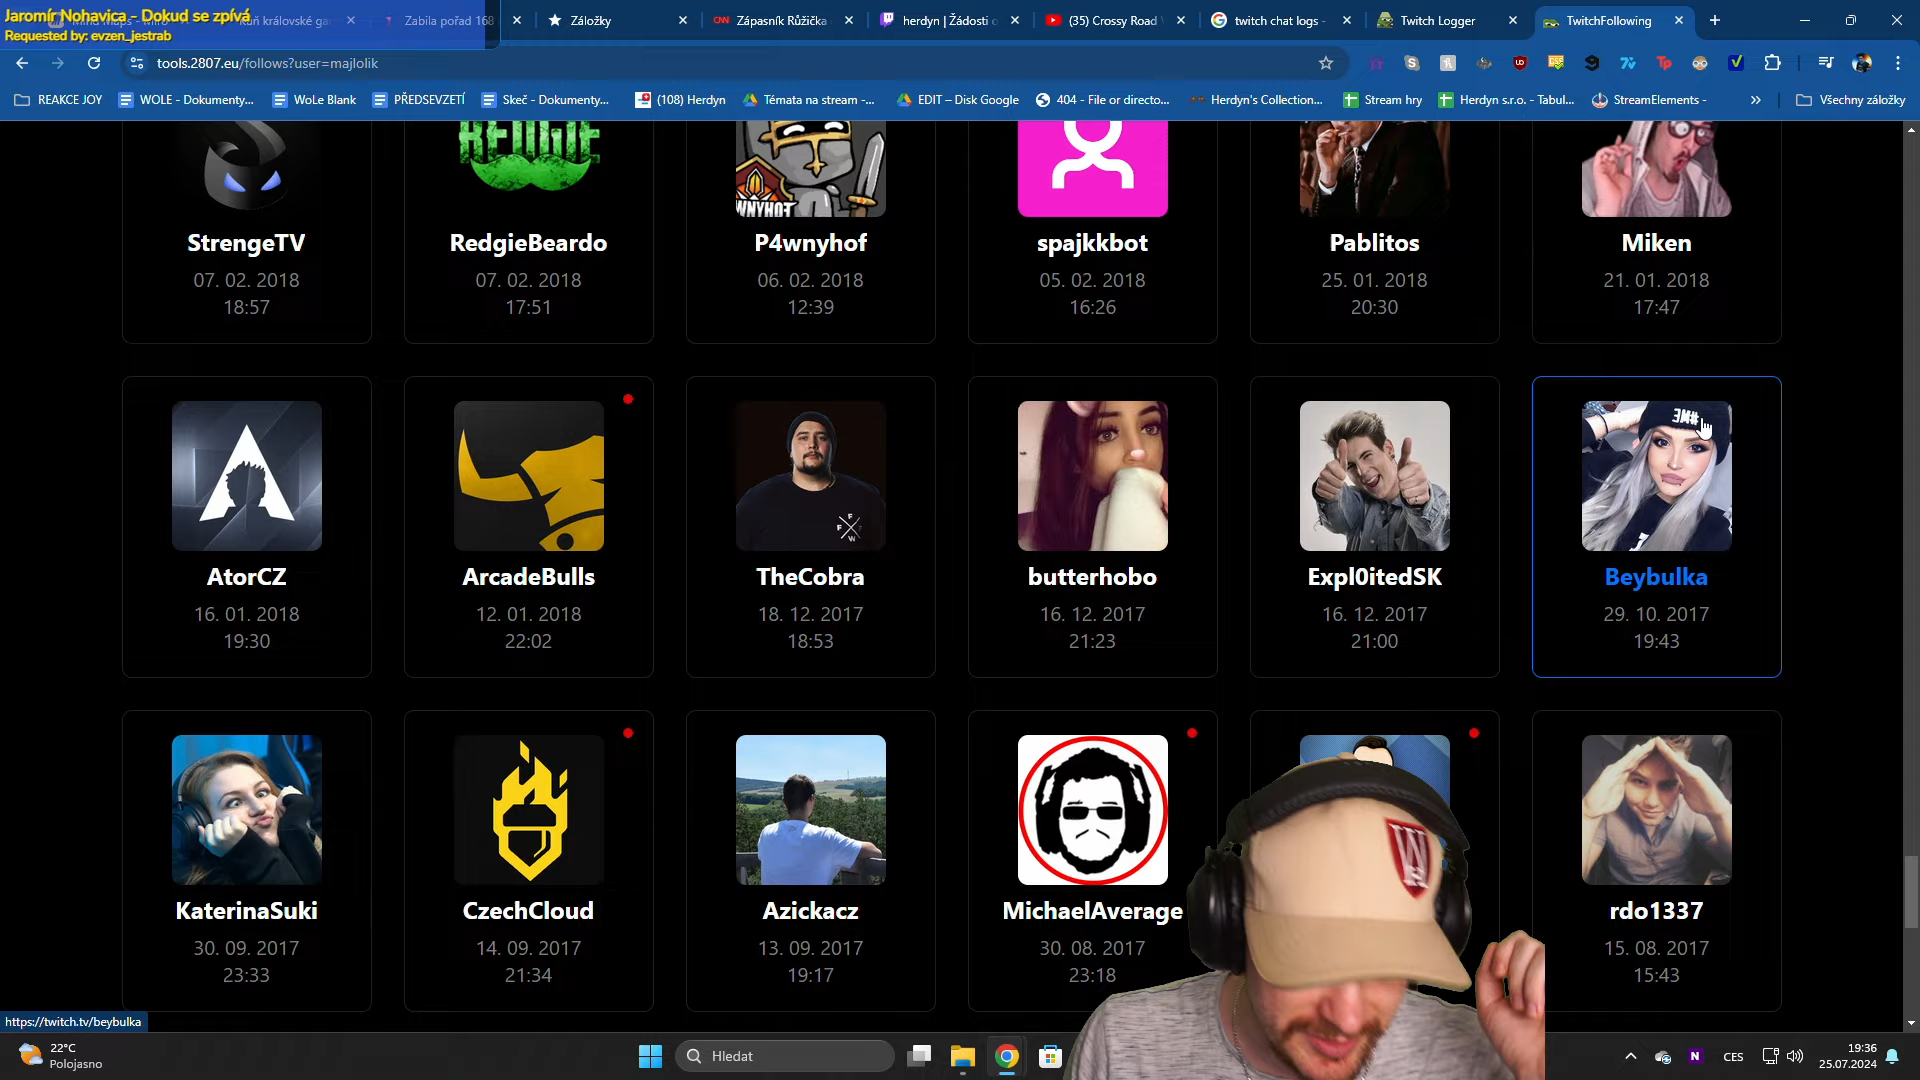 Jaromír Nohavica - Dokud se zpívá
Requested by: evzen_jestrab
Zabila pořad 168
Záložky
Zápasník Růžička
herdyn | Žádosti o
(35) Crossy Road
twitch chat logs -
Twitch Logger
TwitchFollowing
tools.2807.eu/follows?user=majlolik
REAKCE JOY
WOLE - Dokumenty...
WoLe Blank
PŘEDSEVZETÍ
Skeč - Dokumenty...
(108) Herdyn
Témata na stream -...
EDIT – Disk Google
404 - File or directo...
Herdyn's Collection...
Stream hry
Herdyn s.r.o. - Tabul...
StreamElements -
Všechny záložky
REDGIE
WNYHOT
StrengeTV
07. 02. 2018
18:57
RedgieBeardo
07. 02. 2018
17:51
P4wnyhof
06. 02. 2018
12:39
spajkkbot
05. 02. 2018
16:26
Pablitos
25. 01. 2018
20:30
Miken
21. 01. 2018
17:47
AtorCZ
16. 01. 2018
19:30
ArcadeBulls
12. 01. 2018
22:02
TheCobra
18. 12. 2017
18:53
butterhobo
16. 12. 2017
21:23
Expl0itedSK
16. 12. 2017
21:00
Beybulka
29. 10. 2017
19:43
KaterinaSuki
30. 09. 2017
23:33
CzechCloud
14. 09. 2017
21:34
Azickacz
13. 09. 2017
19:17
MichaelAverage
30. 08. 2017
23:18
rdo1337
15. 08. 2017
15:43
https://twitch.tv/beybulka
22°C
Polojasno
Hledat
CES
19:36
25.07.2024